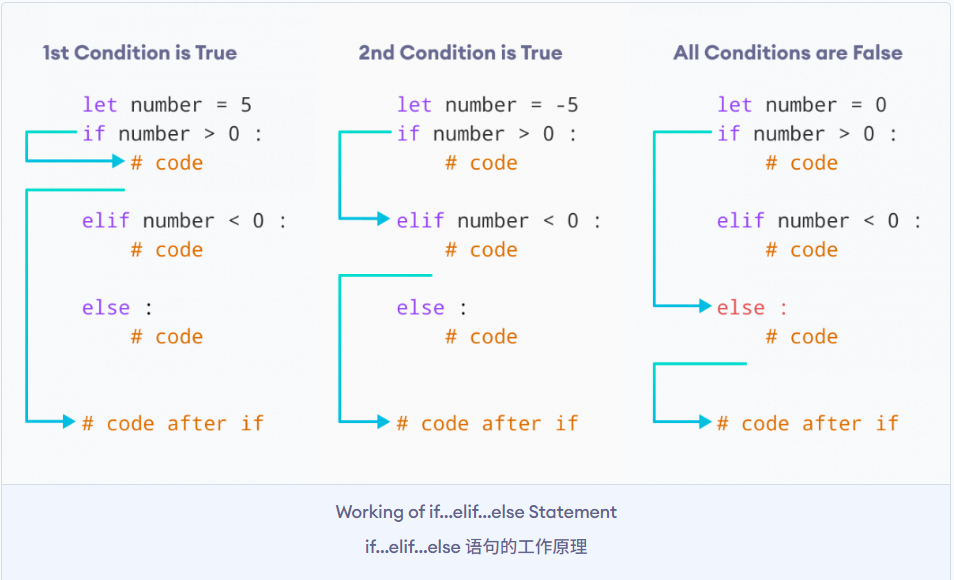 1st Condition is True
let number = 5
if number > 0 :
# code
elif number < 0 :
# code
else :
# code
# code after if
2nd Condition is True
let number = -5
if number > 0 :
# code
elif number < 0 :
# code
else :
# code
# code after if
All Conditions are False
let number = 0
if number > 0 :
# code
elif number < 0 :
# code
else :
# code
# code after if
Working of if...elif...else Statement
if...elif...else 语句的工作原理